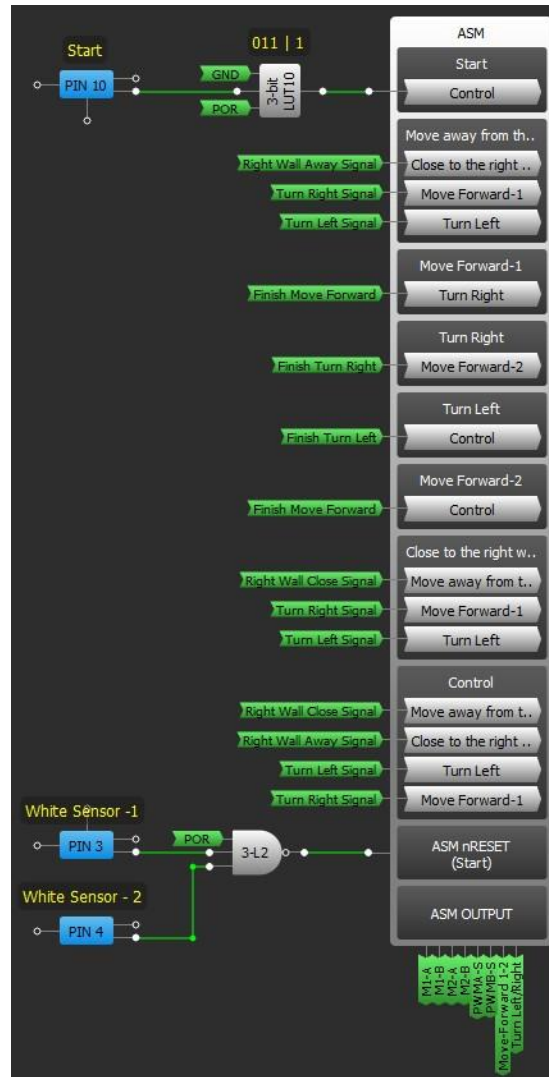 ASM
Start
011 | 1
Start
GND
PIN 10
3-bit
LUT10
Control
POR
Move away from th..
Right Wall Away Signal
Close to the right ..
Turn Right Signal
Move Forward-1
Turn Left Signal
Turn Left
Move Forward-1
Finish Move Forward
Turn Right
Turn Right
Finish Turn Right
Move Forward-2
Turn Left
Finish Turn Left
Control
Move Forward-2
Finish Move Forward
Control
Close to the right w..
Right Wall Close Signal
Move away from t..
Turn Right Signal
Move Forward-1
Turn Left Signal
Turn Left
Control
Right Wall Close Signal
Move away from t..
Right Wall Away Signal
Close to the right ..
Turn Left Signal
Turn Left
Turn Right Signal
Move Forward-1
White Sensor -1
PIN 3
POR
3-L2
ASM nRESET
(Start)
White Sensor - 2
PIN 4
ASM OUTPUT
M1-A
M1-B
M2-A
M2-B
PWMA-S
PWMB-S
Move-Forward 1-2
Turn Left/Right